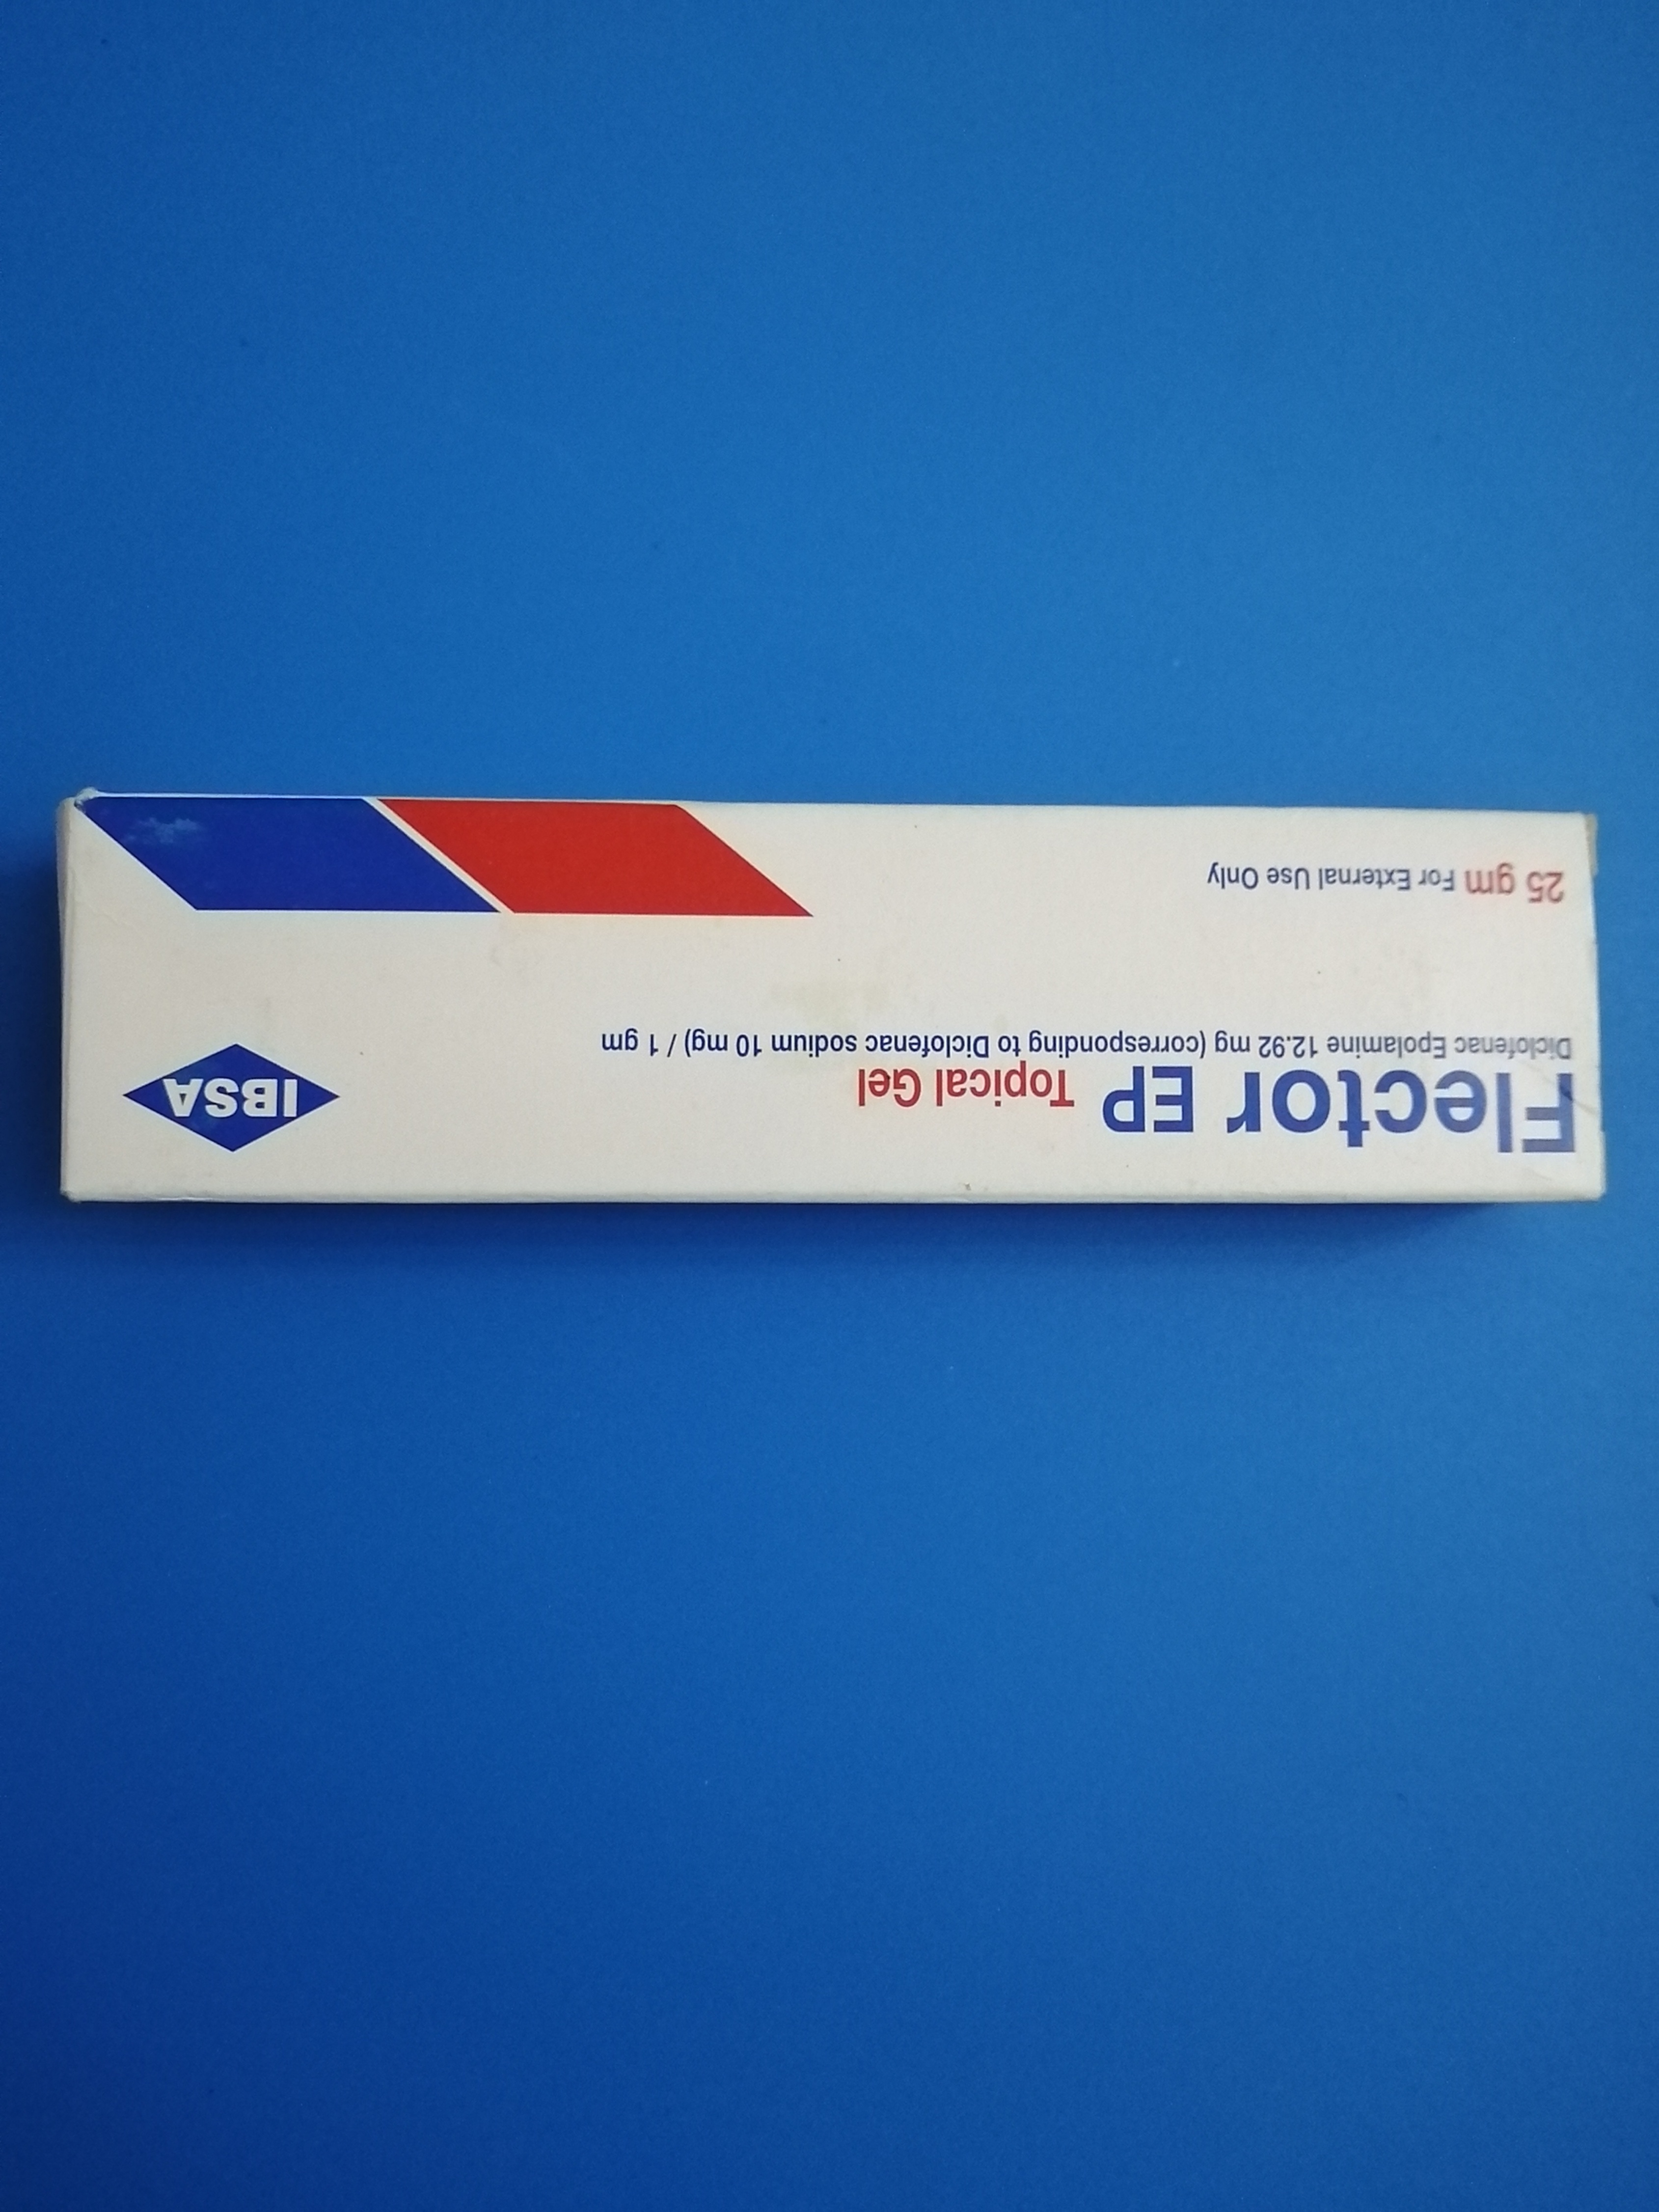 Flector EP Topical Gel
Diclofenac Epolamine 12.92 mg (corresponding to Diclofenac sodium 10 mg) / 1 gm
IBSA
25 gm For External Use Only